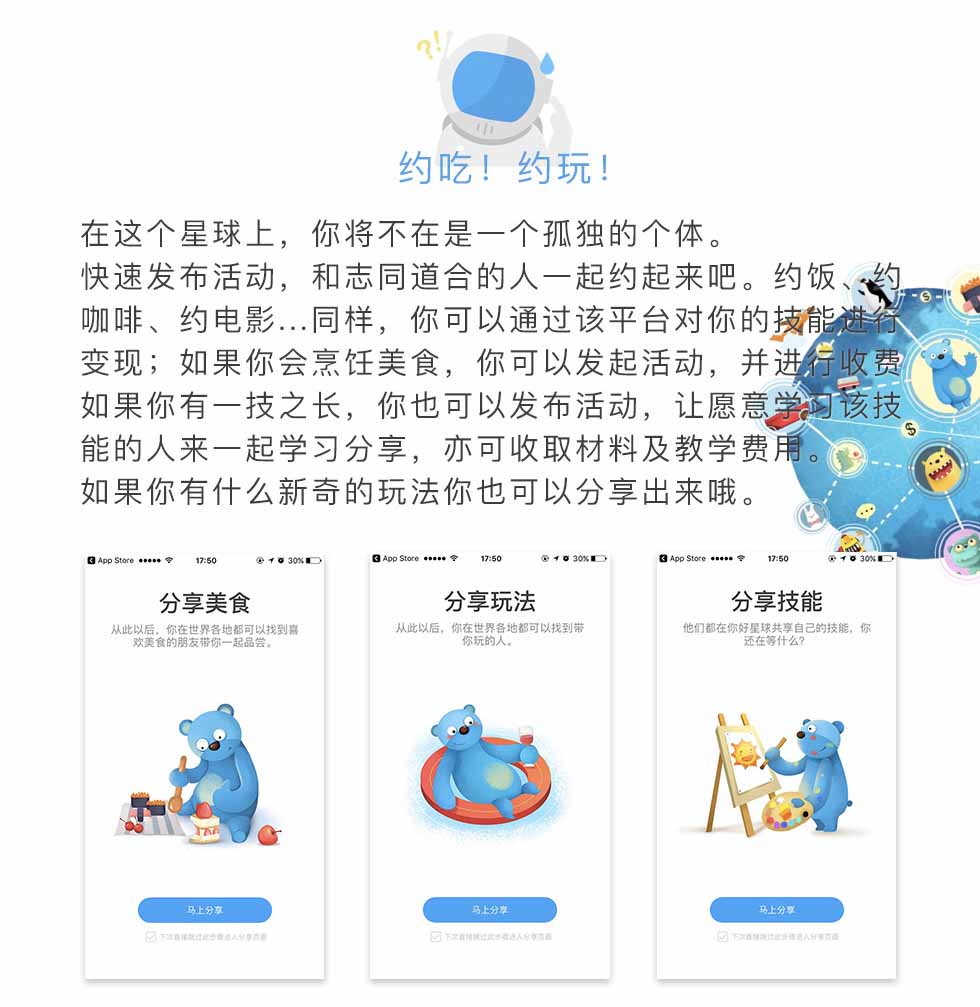 ?!
约吃！约玩！
在这个星球上，你将不在是一个孤独的个体。
快速发布活动，和志同道合的人一起约起来吧。约饭、约
咖啡、约电影...同样，你可以通过该平台对你的技能进行
变现；如果你会烹饪美食，你可以发起活动，并进行收费
如果你有一技之长，你也可以发布活动，让愿意学习该技
能的人来一起学习分享，亦可收取材料及教学费用。
如果你有什么新奇的玩法你也可以分享出来哦。
App Store 17:50 30%
分享美食
从此以后，你在世界各地都可以找到喜
欢美食的朋友带你一起品尝。
马上分享
下次直接跳过此步骤进入分享页面
App Store 17:50 30%
分享玩法
从此以后，你在世界各地都可以找到带
你玩的人。
马上分享
下次直接跳过此步骤进入分享页面
App Store 17:50 30%
分享技能
他们都在你好星球共享自己的技能，你
还在等什么？
马上分享
下次直接跳过此步骤进入分享页面